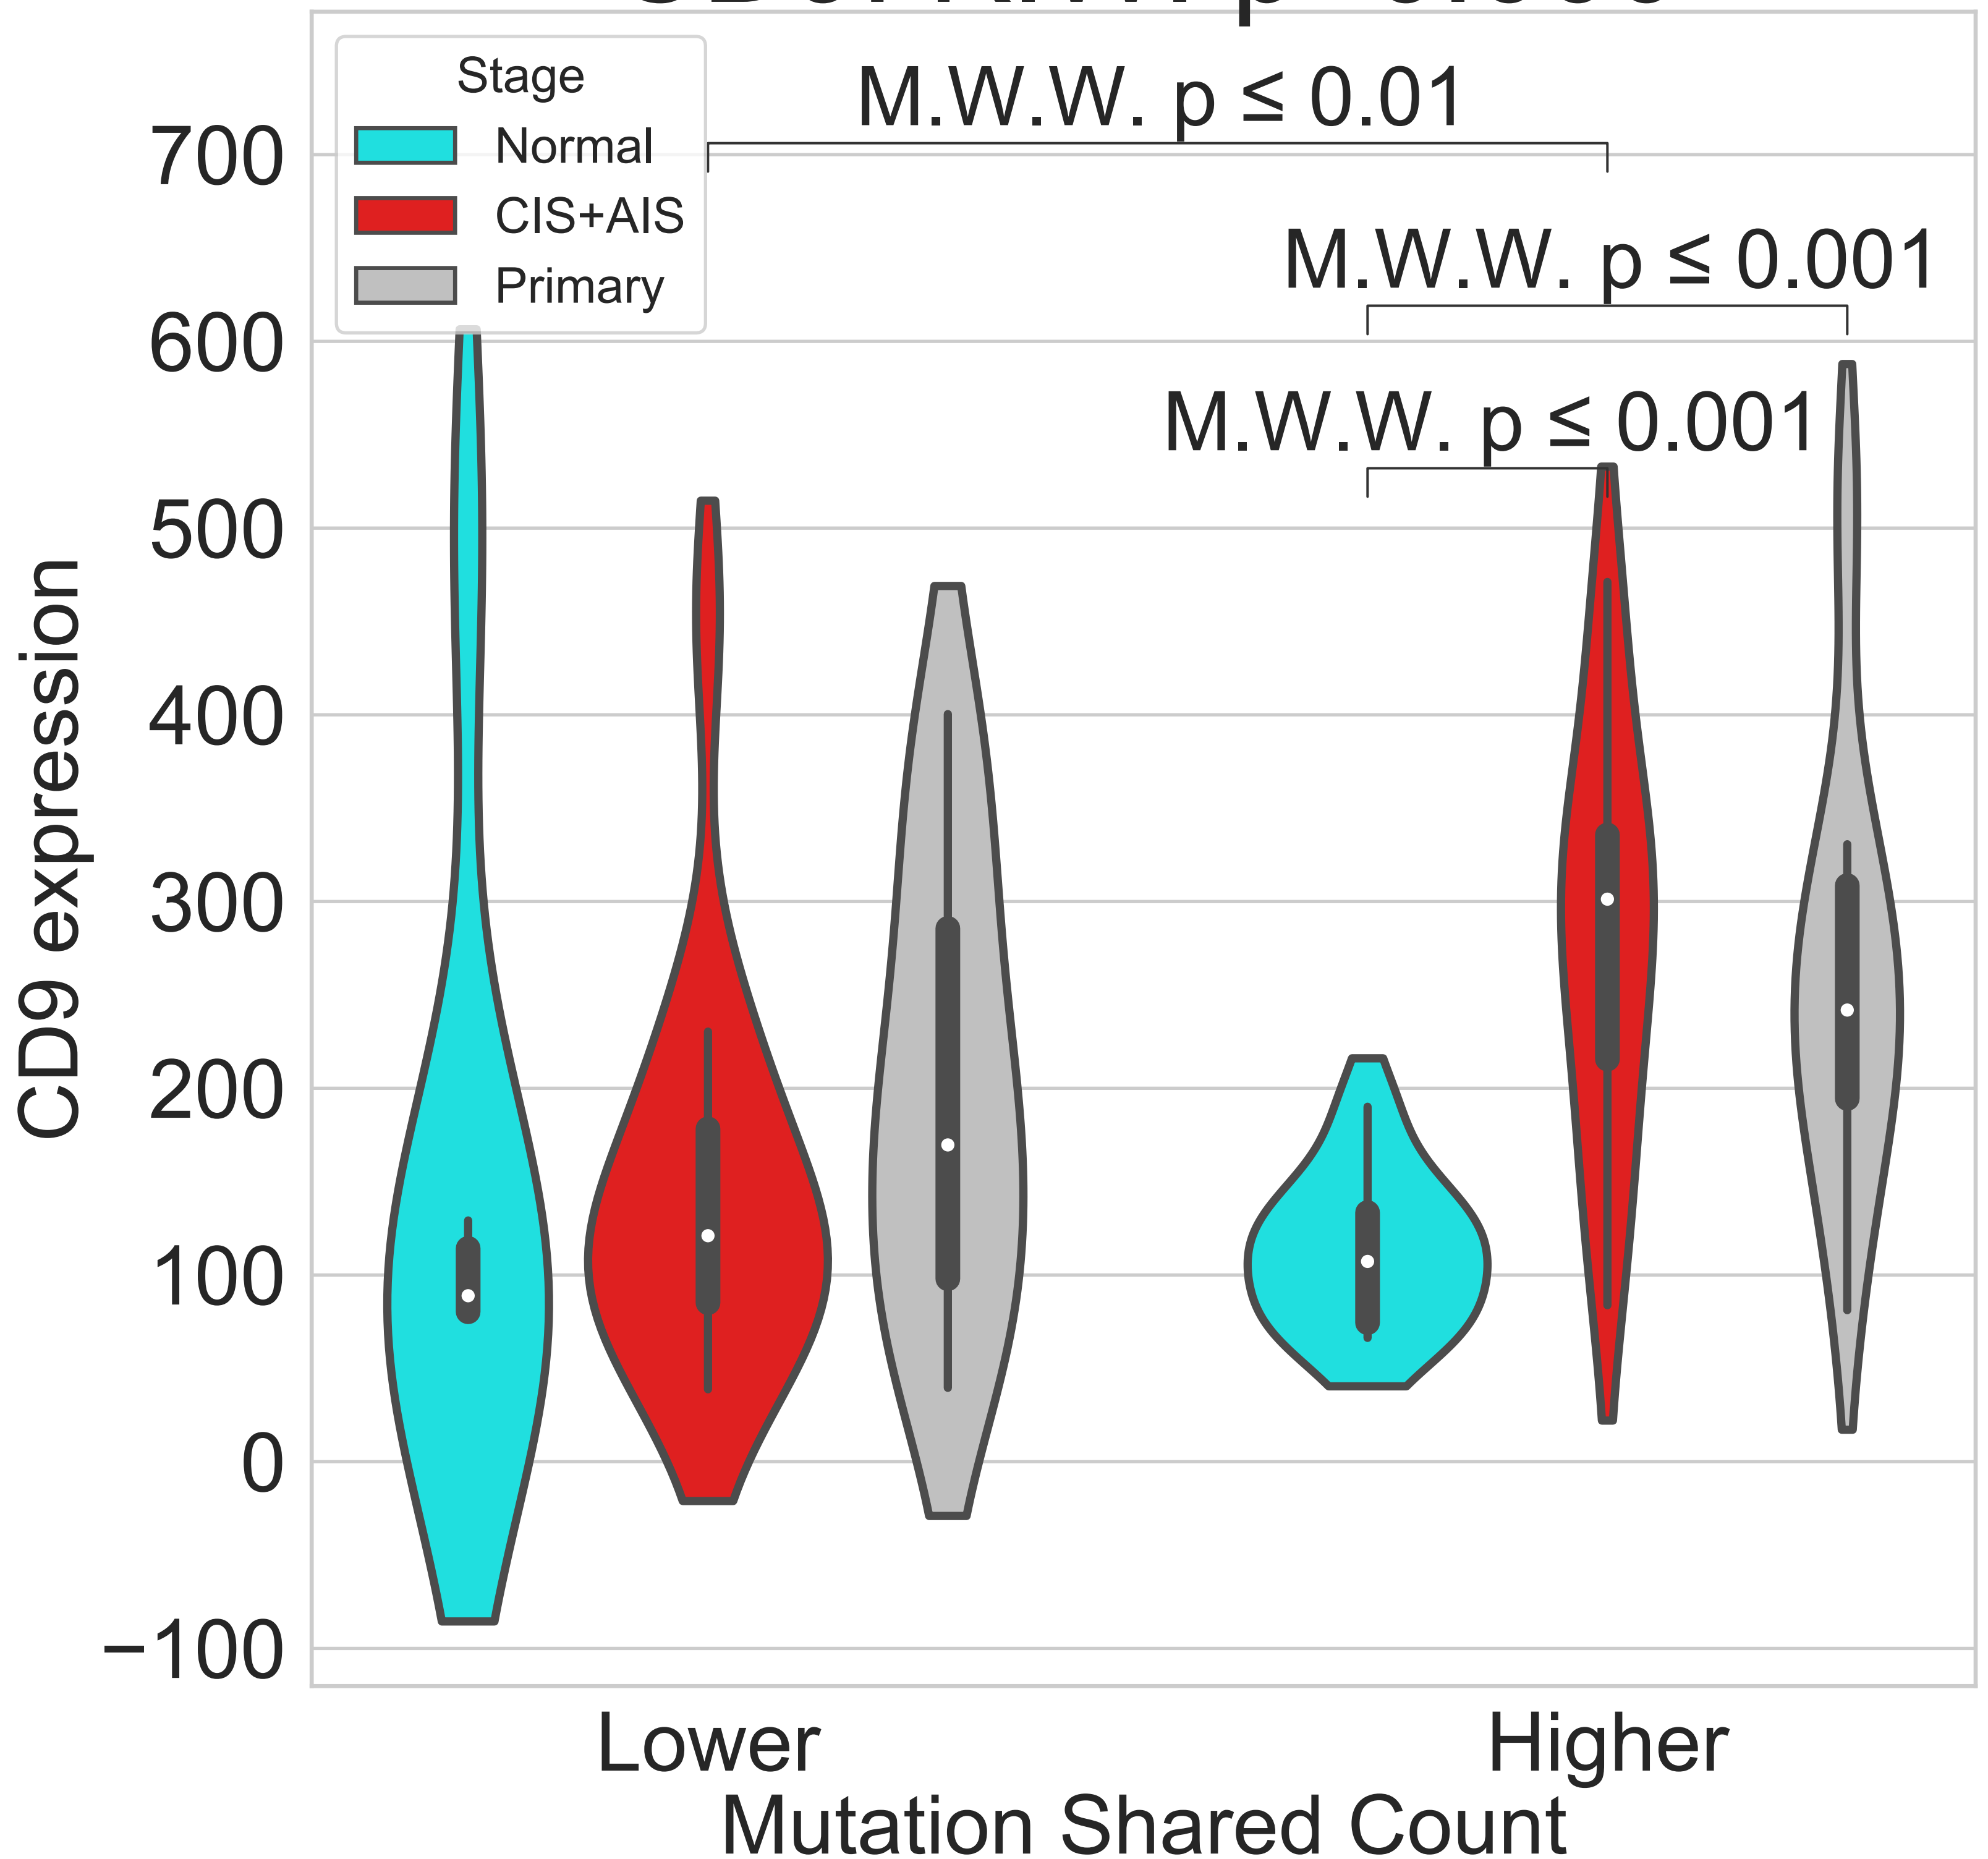 Stage
Normal
CIS+AIS
Primary
M.W.W. p ≤ 0.01
M.W.W. p ≤ 0.001
M.W.W. p ≤ 0.001
700
600
500
400
300
200
100
0
−100
CD9 expression
Lower
Higher
Mutation Shared Count